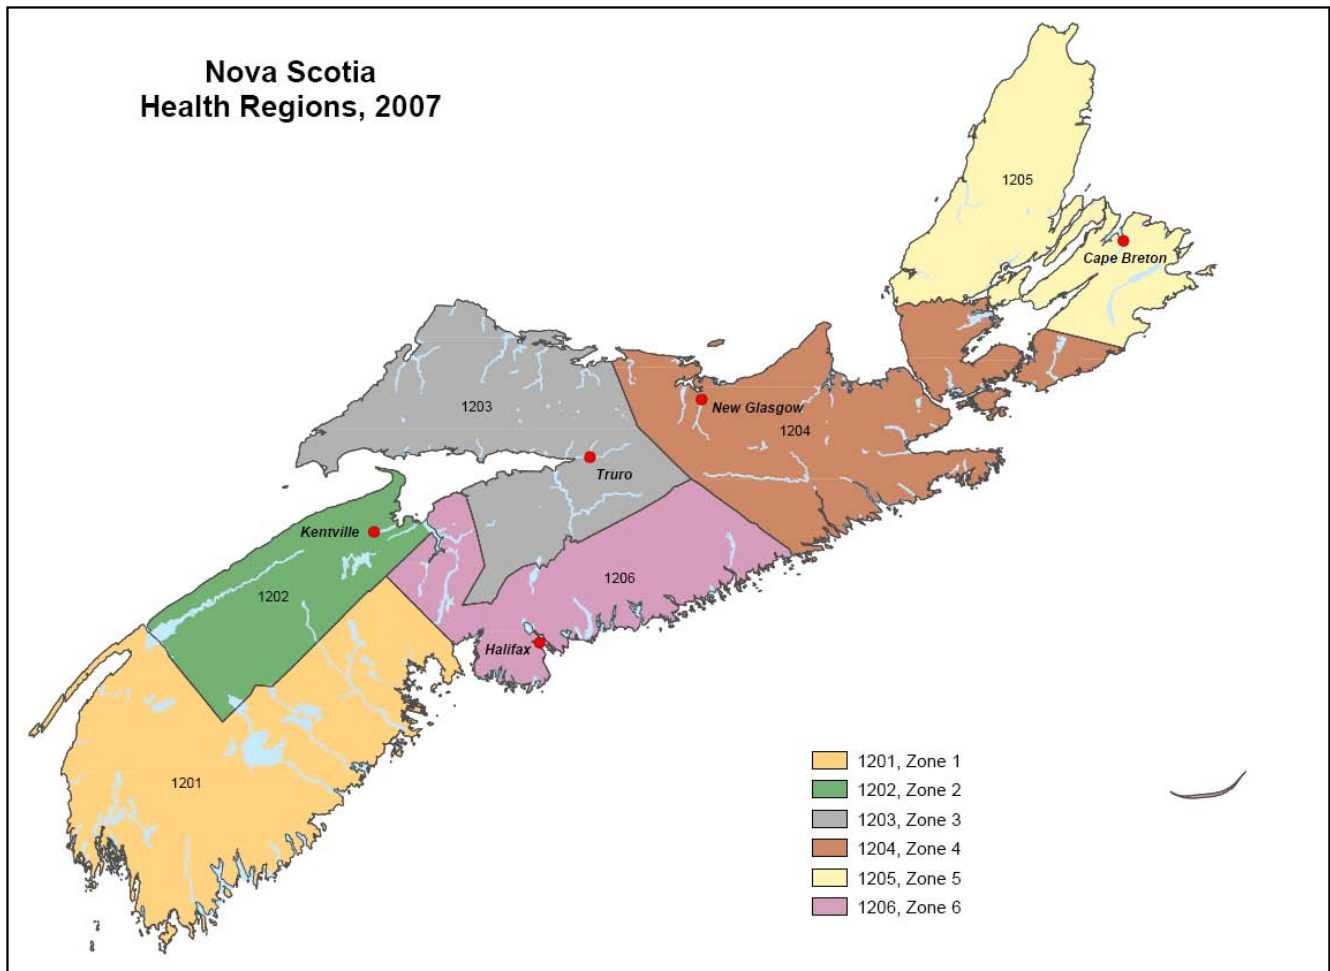 Nova Scotia
Health Regions, 2007
1205
Cape Breton
1203
New Glasgow
1204
Truro
Kentville
1206
1202
Halifax
1201
1201, Zone 1
1202, Zone 2
1203, Zone 3
1204, Zone 4
1205, Zone 5
1206, Zone 6